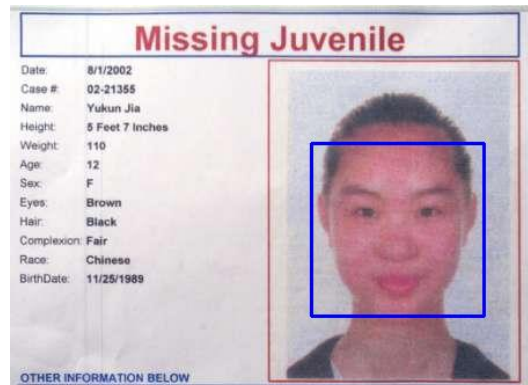 Missing Juvenile
Date: 8/1/2002
Case #: 02-21355
Name: Yukun Jia
Height: 5 Feet 7 Inches
Weight: 110
Age: 12
Sex: F
Eyes: Brown
Hair: Black
Complexion: Fair
Race: Chinese
BirthDate: 11/25/1989
OTHER INFORMATION BELOW